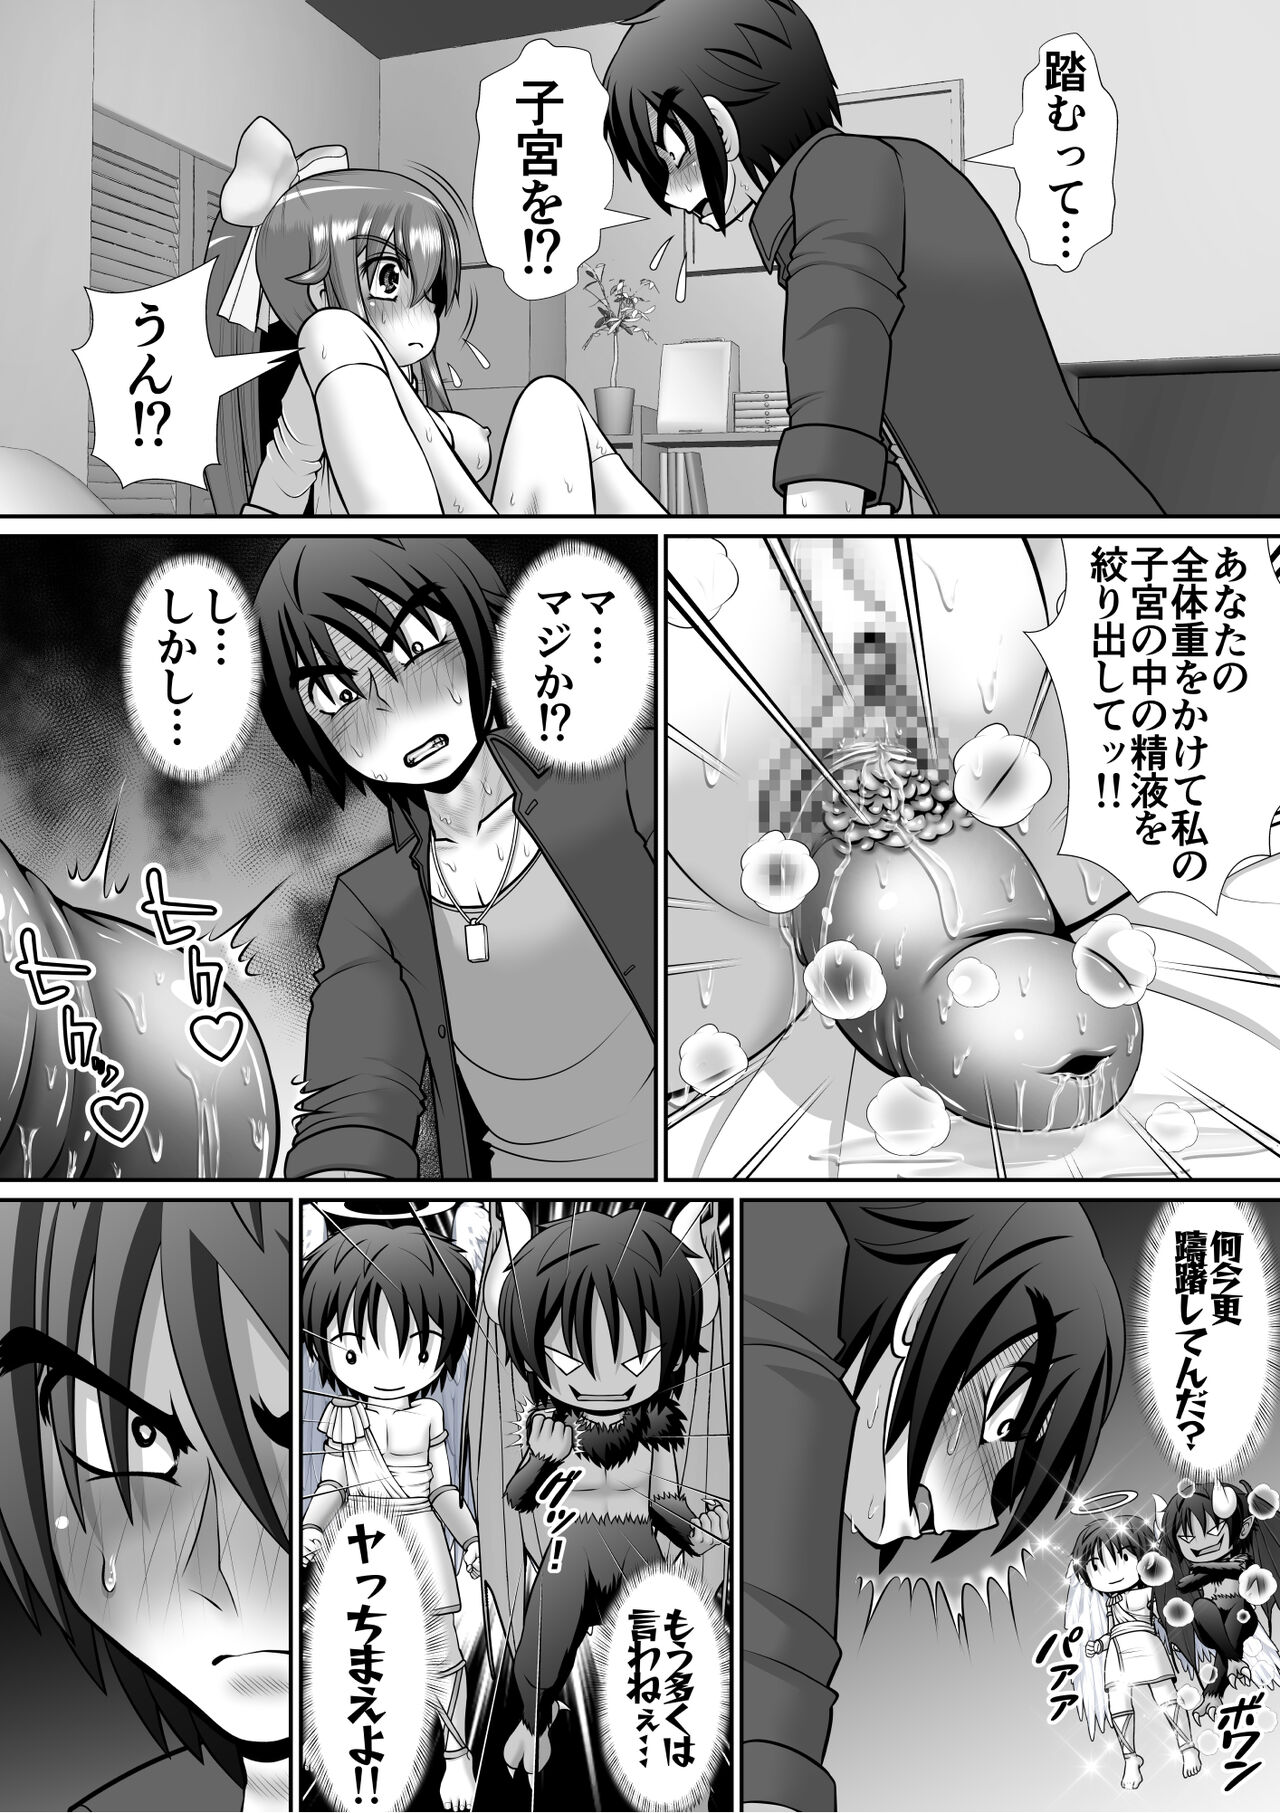 踏むって…
子宮を!?
うん!?
あなたの
全体重をかけて私の
子宮の中の精液を
絞り出してッ!!
マ…
マジか!?
し…
しかし…
ヒクッ♡
ヒクッ♡
何今更
躊躇してんだ?
パァァ
ボワン
もう多くは
言わねぇ……
グッ!
ヤっちまえよ!!